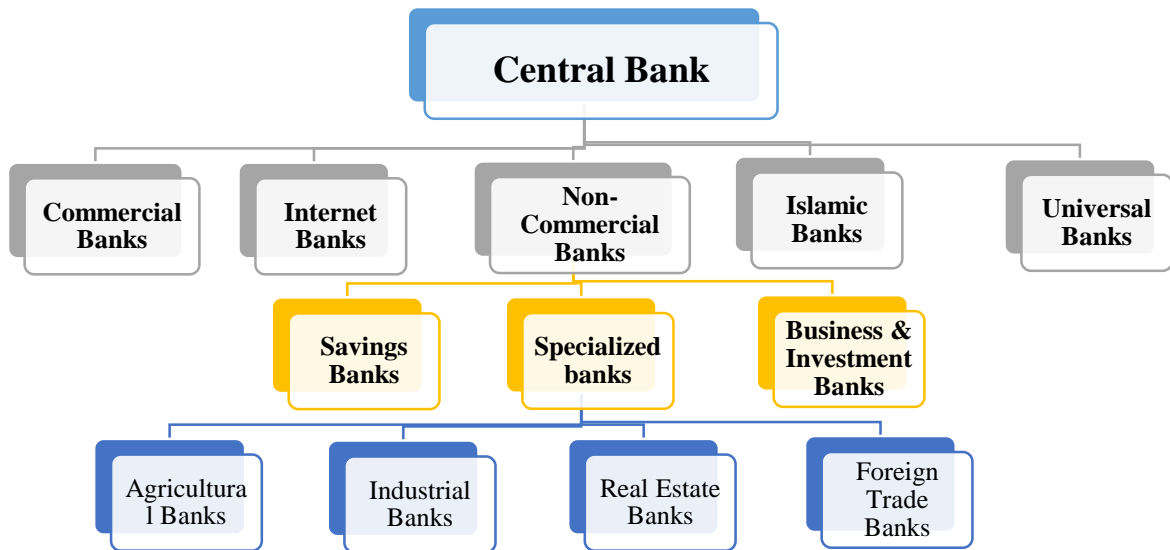 Central Bank
Commercial
Banks
Internet
Banks
Non-
Commercial
Banks
Islamic
Banks
Universal
Banks
Savings
Banks
Specialized
banks
Business &
Investment
Banks
Agricultura
l Banks
Industrial
Banks
Real Estate
Banks
Foreign
Trade
Banks